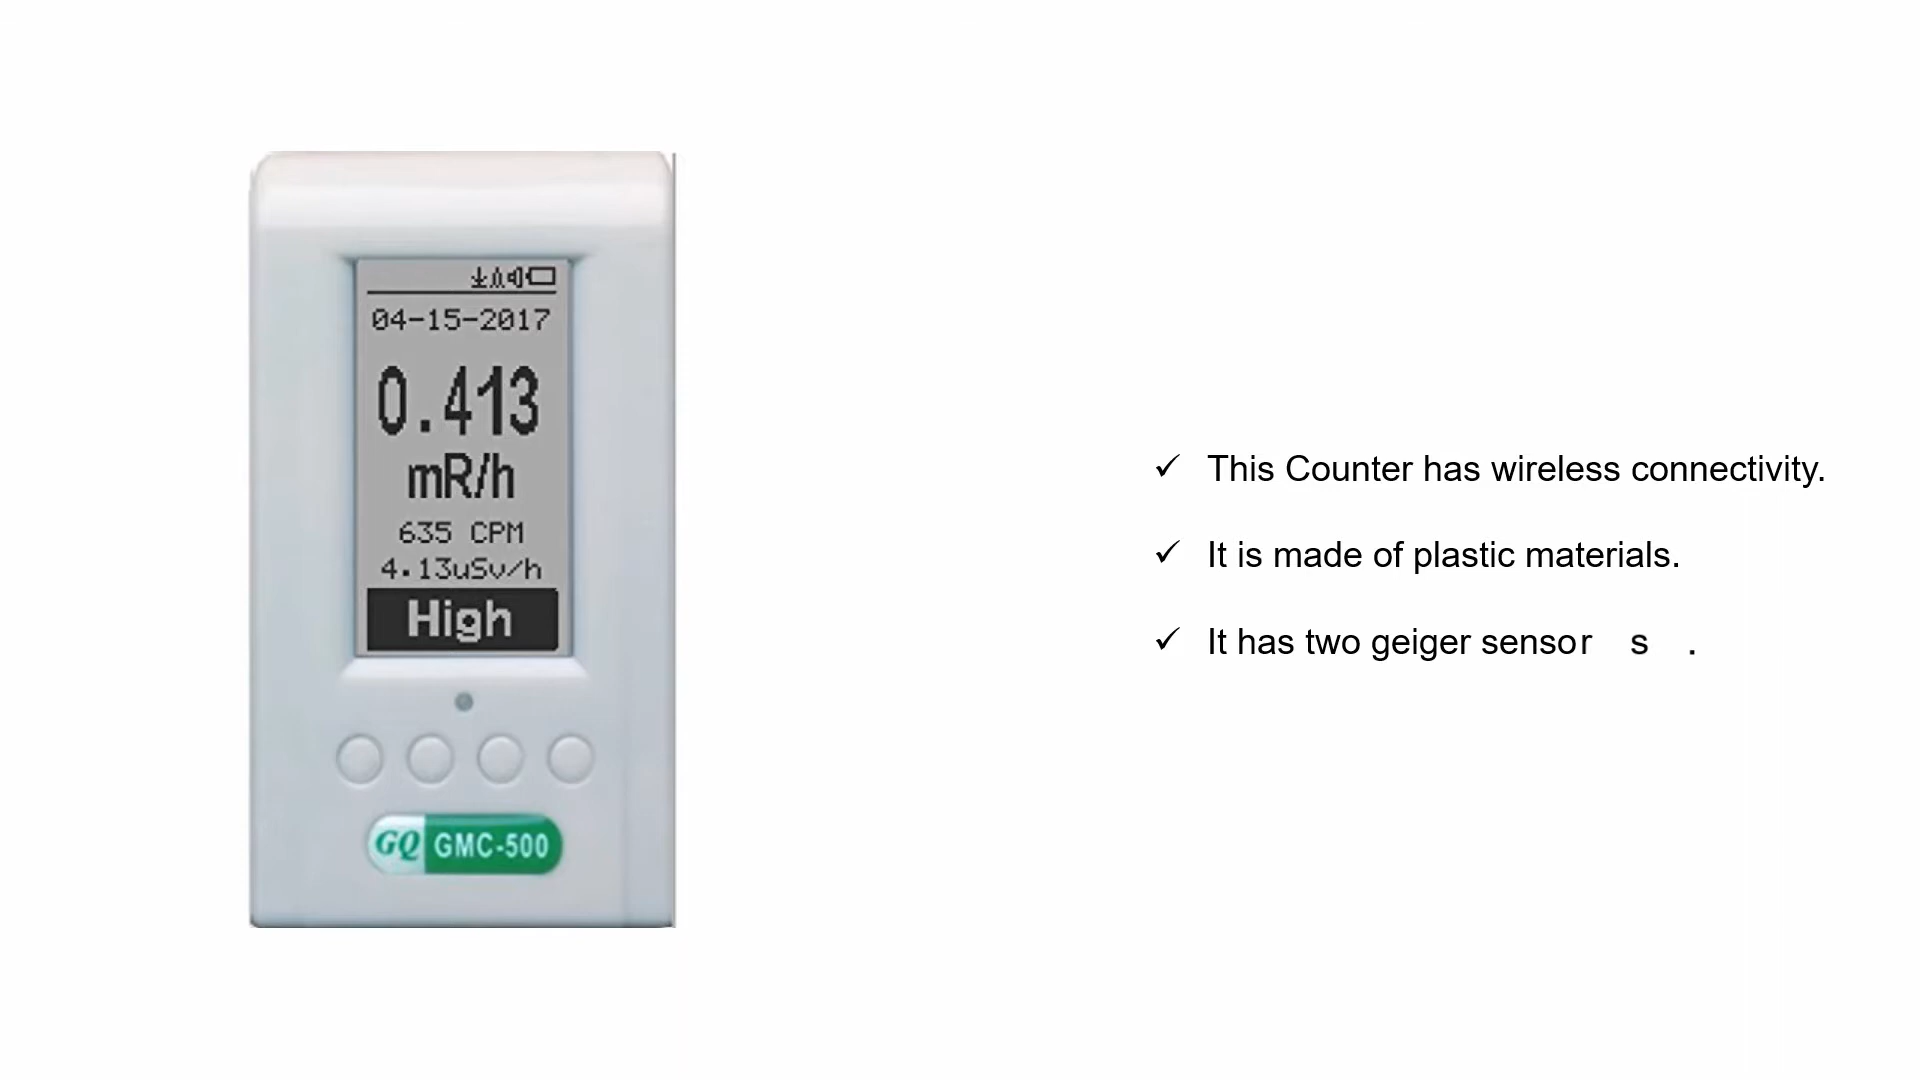 04-15-2017
0.413
mR/h
635 CPM
4.13uSv/h
High
GQ GMC-500
✓ This Counter has wireless connectivity.
✓ It is made of plastic materials.
✓ It has two geiger sensor s .